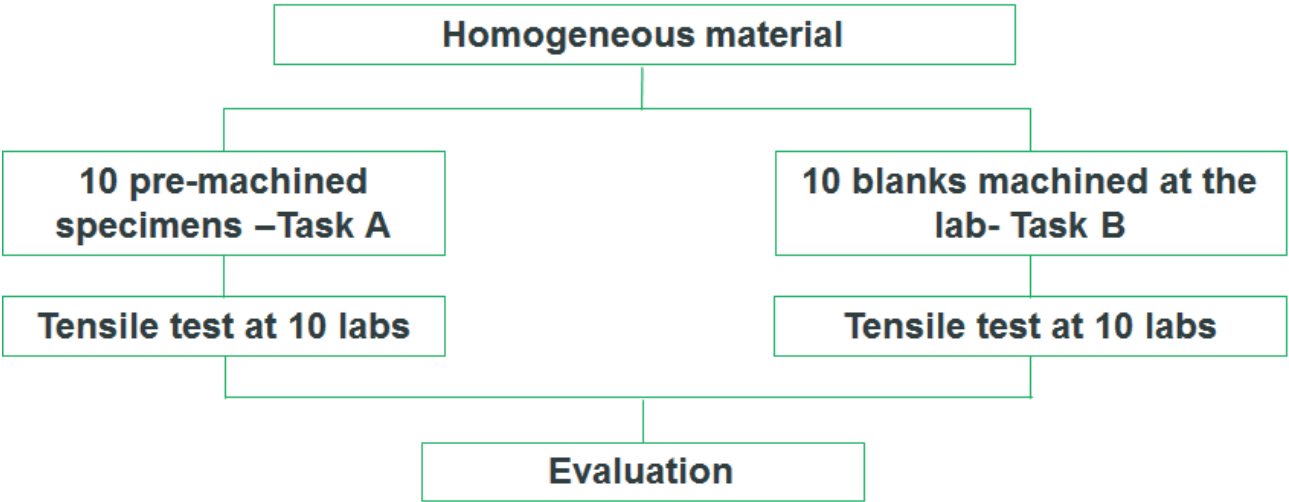 Homogeneous material
10 pre-machined
specimens –Task A
10 blanks machined at the
lab- Task B
Tensile test at 10 labs
Tensile test at 10 labs
Evaluation